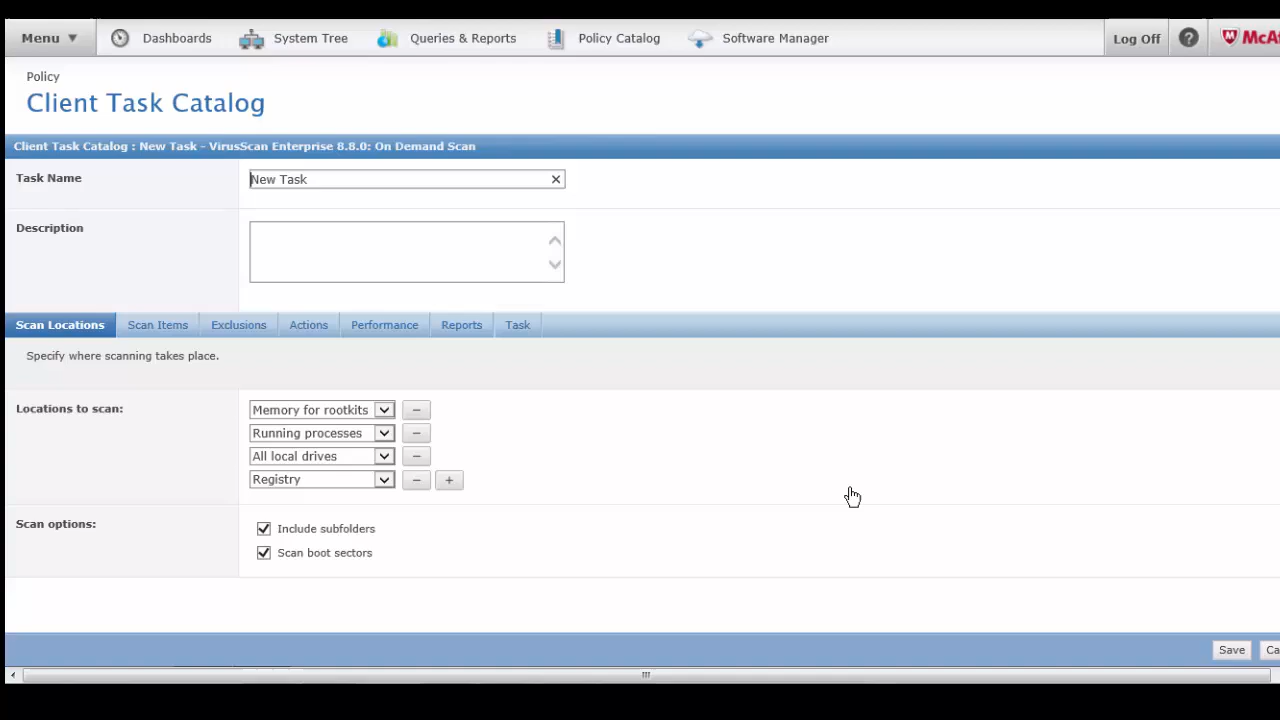 Menu ▼ Dashboards System Tree Queries & Reports Policy Catalog Software Manager Log Off ? McAf
Policy
Client Task Catalog
Client Task Catalog : New Task - VirusScan Enterprise 8.8.0: On Demand Scan
Task Name New Task ×
Description
Scan Locations Scan Items Exclusions Actions Performance Reports Task
Specify where scanning takes place.
Locations to scan: Memory for rootkits −
Running processes −
All local drives −
Registry − +
Scan options: Include subfolders
Scan boot sectors
Save Ca